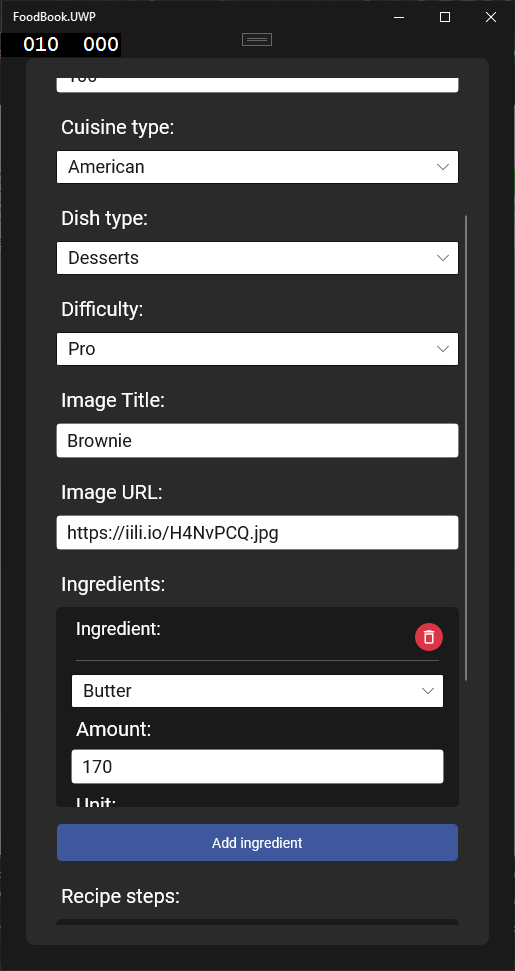 FoodBook.UWP
010 000
Cuisine type:
American
Dish type:
Desserts
Difficulty:
Pro
Image Title:
Brownie
Image URL:
https://iili.io/H4NvPCQ.jpg
Ingredients:
Ingredient:
Butter
Amount:
170
Unit:
Add ingredient
Recipe steps: